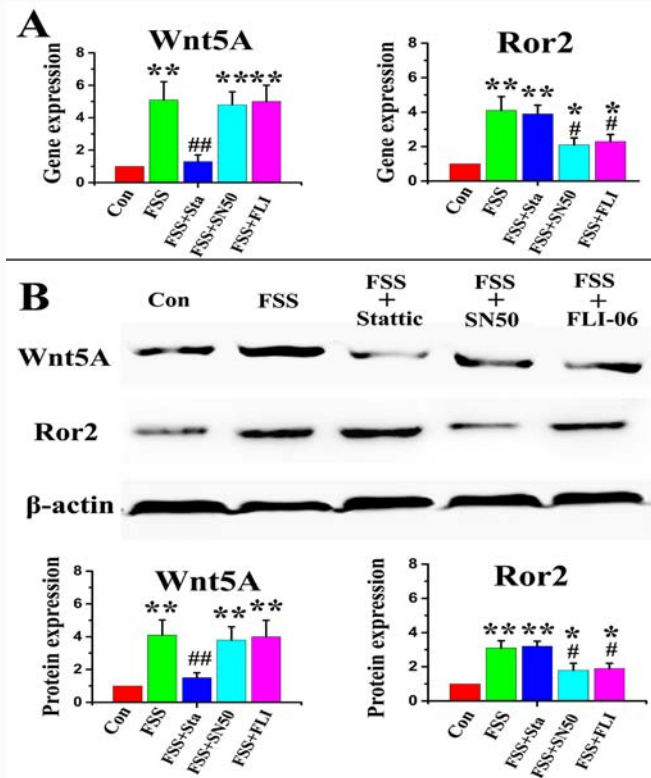 A
Wnt5A
Ror2
Gene expression
8
6
4
2
0
**
##
**
**
Con
FSS
FSS+Sta
FSS+SN50
FSS+FLI
Gene expression
8
6
4
2
0
**
**
*
#
*
#
Con
FSS
FSS+Sta
FSS+SN50
FSS+FLI
B
Con
FSS
FSS
+
Stattic
FSS
+
SN50
FSS
+
FLI-06
Wnt5A
Ror2
β-actin
Wnt5A
Ror2
Protein expression
8
6
4
2
0
**
##
**
**
Con
FSS
FSS+Sta
FSS+SN50
FSS+FLI
Protein expression
8
6
4
2
0
**
**
*
#
*
#
Con
FSS
FSS+Sta
FSS+SN50
FSS+FLI